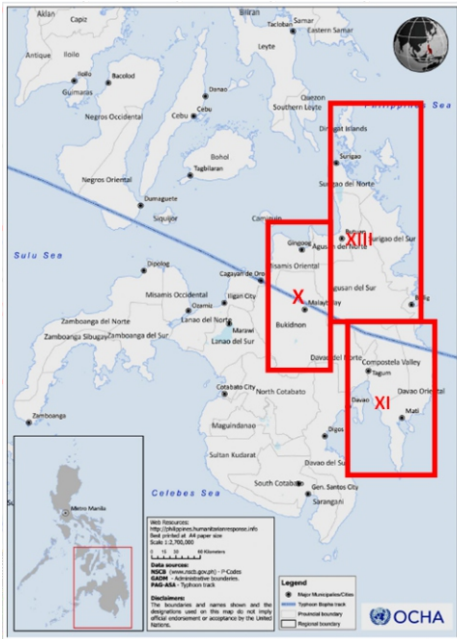 Aklan
Capiz
Biliran
Tacloban
Samar
Eastern Samar
Antique
Iloilo
Leyte
Iloilo
Bacolod
Guimaras
Danao
Quezon
Negros Occidental
Cebu
Cebu
Southern Leyte
Philippines Sea
Dinagat Islands
Bohol
Tagbilaran
Surigao
Negros Oriental
Surigao del Norte
Dumaguete
Siquijor
Camiguin
Butuan
XIII
Gingoog
Agusan del Norte
Surigao del Sur
Sulu Sea
Misamis Oriental
Dipolog
Cagayan de Oro
Agusan del Sur
Misamis Occidental
X
Ozamis
Iligan City
Malaybalay
Zamboanga del Norte
Lanao del Norte
Bukidnon
Marawi
Zamboanga Sibugay
Zamboanga del Sur
Lanao del Sur
Davao del Norte
Compostela Valley
Tagum
Cotabato City
North Cotabato
Davao Oriental
Davao
XI
Zamboanga
Maguindanao
Mati
Digos
Sultan Kudarat
Davao del Sur
South Cotabato
Celebes Sea
Gen. Santos City
Sarangani
Metro Manila
Web Resources:
http://philippines.humanitarianresponse.info
Best printed at A4 paper size
Scale 1:2,700,000
Kilometers
Data sources:
NSCB (www.nscb.gov.ph) - P-Codes
GADM - Administrative boundaries.
PAG-ASA - Typhoon track
Disclaimers:
The boundaries and names shown and the
designations used on this map do not imply
official endorsement or acceptance by the United
Nations.
Legend
Major Municipalities/Cities
Typhoon Bopha track
Provincial boundary
Regional boundary
OCHA